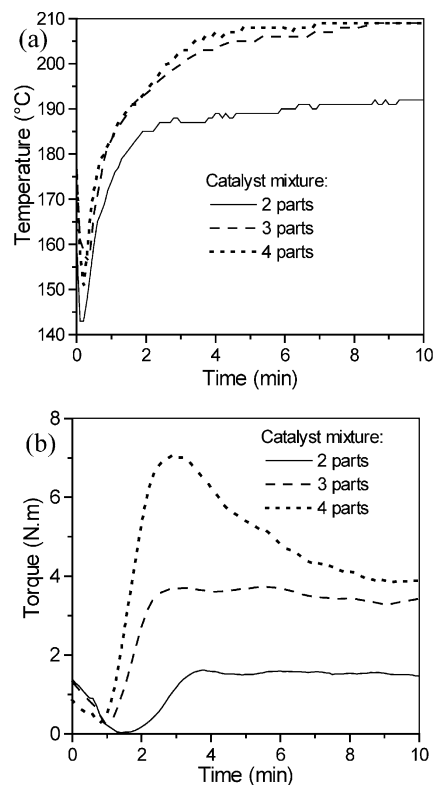 (a)
210
200
190
180
170
160
150
140
Temperature (°C)
Catalyst mixture:
2 parts
3 parts
4 parts
0 2 4 6 8 10
Time (min)
(b)
8
6
4
2
0
Torque (N.m)
Catalyst mixture:
2 parts
3 parts
4 parts
0 2 4 6 8 10
Time (min)